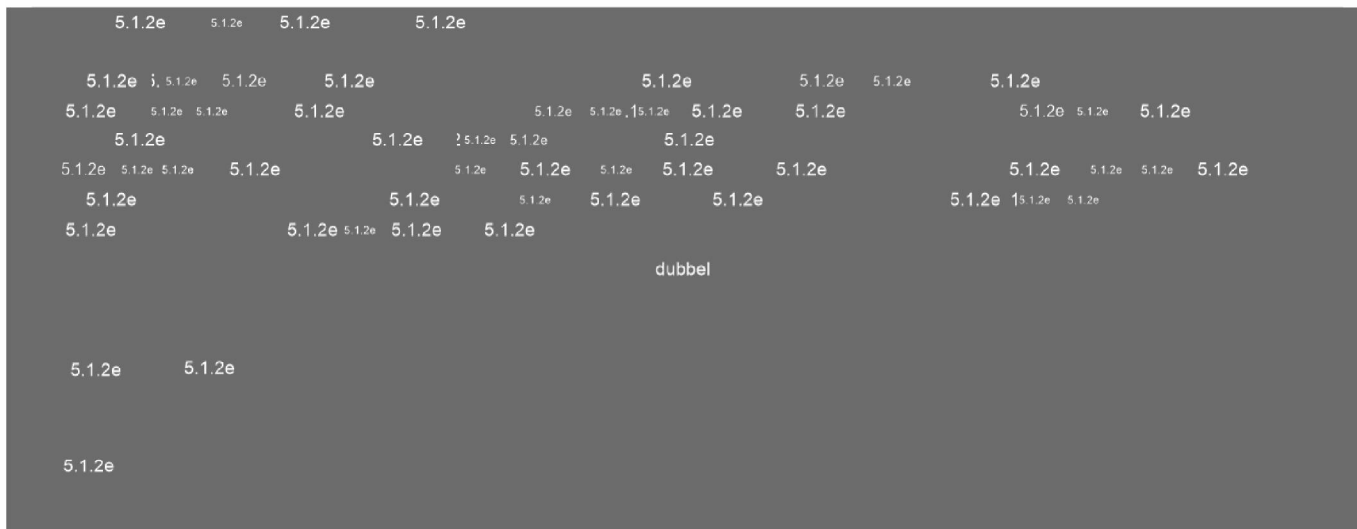 5.1.2e 5.1.2e 5.1.2e 5.1.2e
5.1.2e 5.1.2e 5.1.2e 5.1.2e 5.1.2e 5.1.2e 5.1.2e 5.1.2e
5.1.2e 5.1.2e 5.1.2e 5.1.2e 5.1.2e 5.1.2e 5.1.2e 5.1.2e 5.1.2e 5.1.2e 5.1.2e 5.1.2e
5.1.2e 5.1.2e 5.1.2e 5.1.2e 5.1.2e
5.1.2e 5.1.2e 5.1.2e 5.1.2e 5.1.2e 5.1.2e 5.1.2e 5.1.2e 5.1.2e 5.1.2e 5.1.2e 5.1.2e 5.1.2e
5.1.2e 5.1.2e 5.1.2e 5.1.2e 5.1.2e 5.1.2e 5.1.2e 5.1.2e
5.1.2e 5.1.2e 5.1.2e 5.1.2e 5.1.2e
dubbel
5.1.2e 5.1.2e
5.1.2e